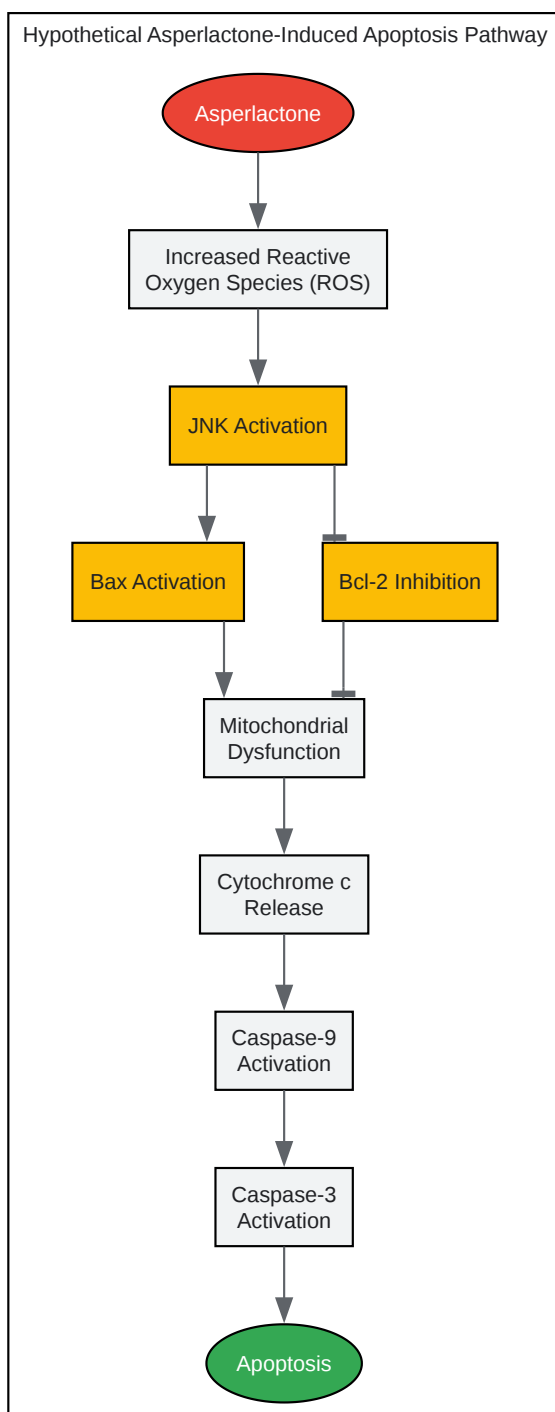 Hypothetical Asperlactone-Induced Apoptosis Pathway
Asperlactone
Increased Reactive
Oxygen Species (ROS)
JNK Activation
Bax Activation
Bcl-2 Inhibition
Mitochondrial
Dysfunction
Cytochrome c
Release
Caspase-9
Activation
Caspase-3
Activation
Apoptosis